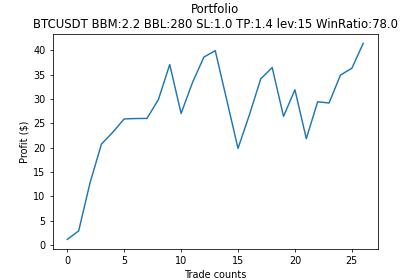 Portfolio
BTCUSDT BBM:2.2 BBL:280 SL:1.0 TP:1.4 lev:15 WinRatio:78.0
40
35
30
25
20
15
10
5
0
Profit ($)
0 5 10 15 20 25
Trade counts